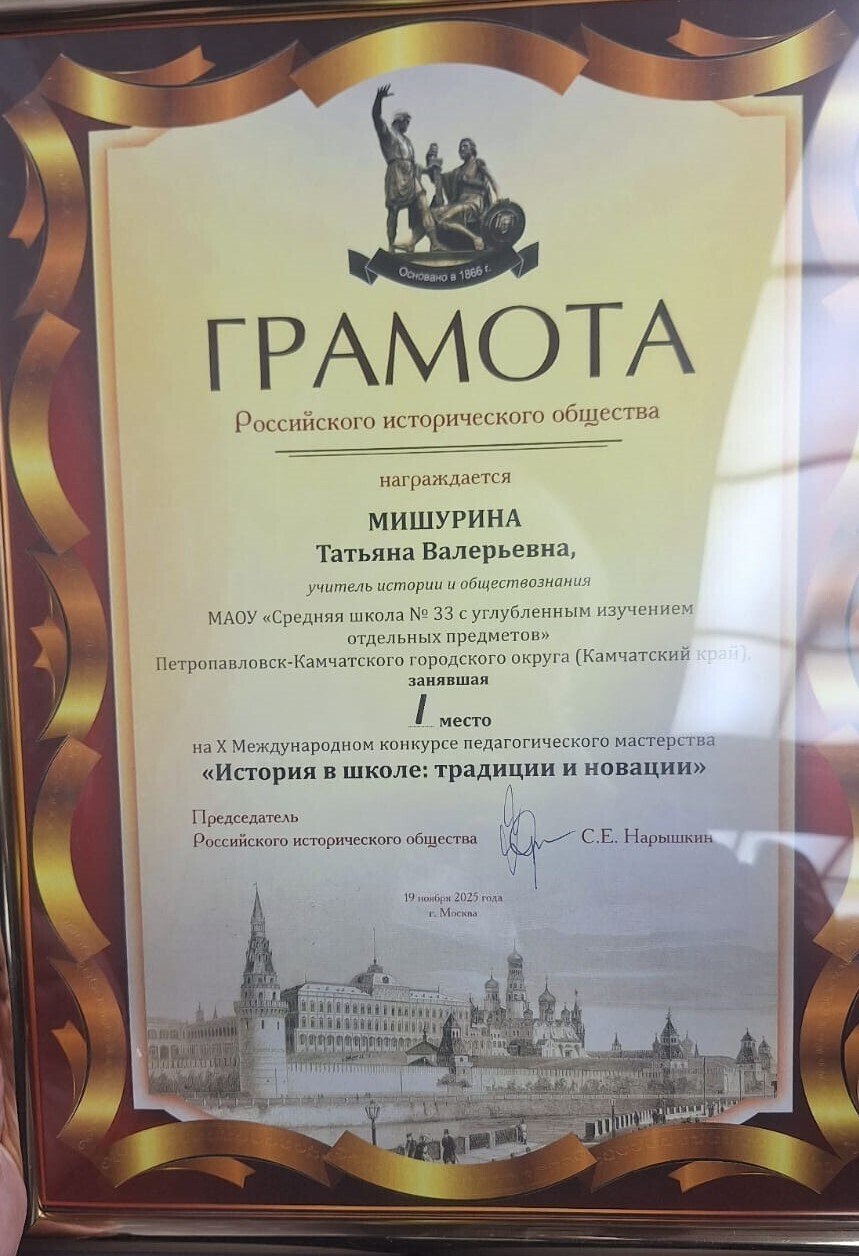 Основано в 1866 г.
ГРАМОТА
Российского исторического общества
награждается
МИШУРИНА
Татьяна Валерьевна,
учитель истории и обществознания
МАОУ «Средняя школа № 33 с углубленным изучением
отдельных предметов»
Петропавловск-Камчатского городского округа (Камчатский край),
занявшая
I место
на X Международном конкурсе педагогического мастерства
«История в школе: традиции и новации»
Председатель
Российского исторического общества С.Е. Нарышкин
19 ноября 2025 года
г. Москва